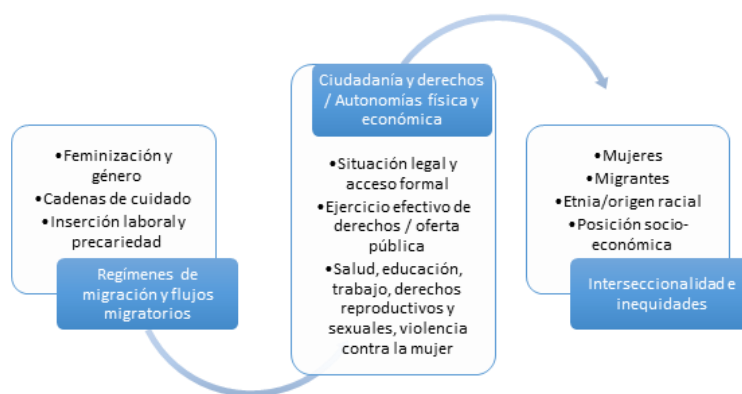 •Feminización y
género
•Cadenas de cuidado
•Inserción laboral y
precariedad
Regímenes de
migración y flujos
migratorios
Ciudadanía y derechos
/ Autonomías física y
económica
•Situación legal y
acceso formal
•Ejercicio efectivo de
derechos / oferta
pública
•Salud, educación,
trabajo, derechos
reproductivos y
sexuales, violencia
contra la mujer
•Mujeres
•Migrantes
•Etnia/origen racial
•Posición socio-
económica
Interseccionalidad e
inequidades